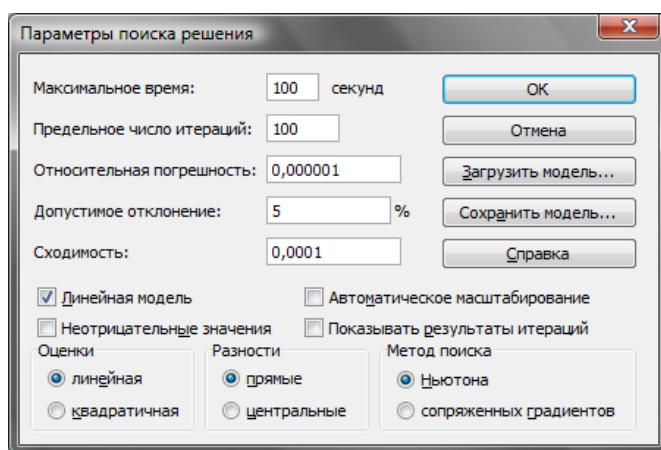 Параметры поиска решения
Максимальное время: 100 секунд
OK
Предельное число итераций: 100
Отмена
Относительная погрешность: 0,000001
Загрузить модель...
Допустимое отклонение: 5 %
Сохранить модель...
Сходимость: 0,0001
Справка
Линейная модель
Автоматическое масштабирование
Неотрицательные значения
Показывать результаты итераций
Оценки
Разности
Метод поиска
линейная
прямые
Ньютона
квадратичная
центральные
сопряженных градиентов